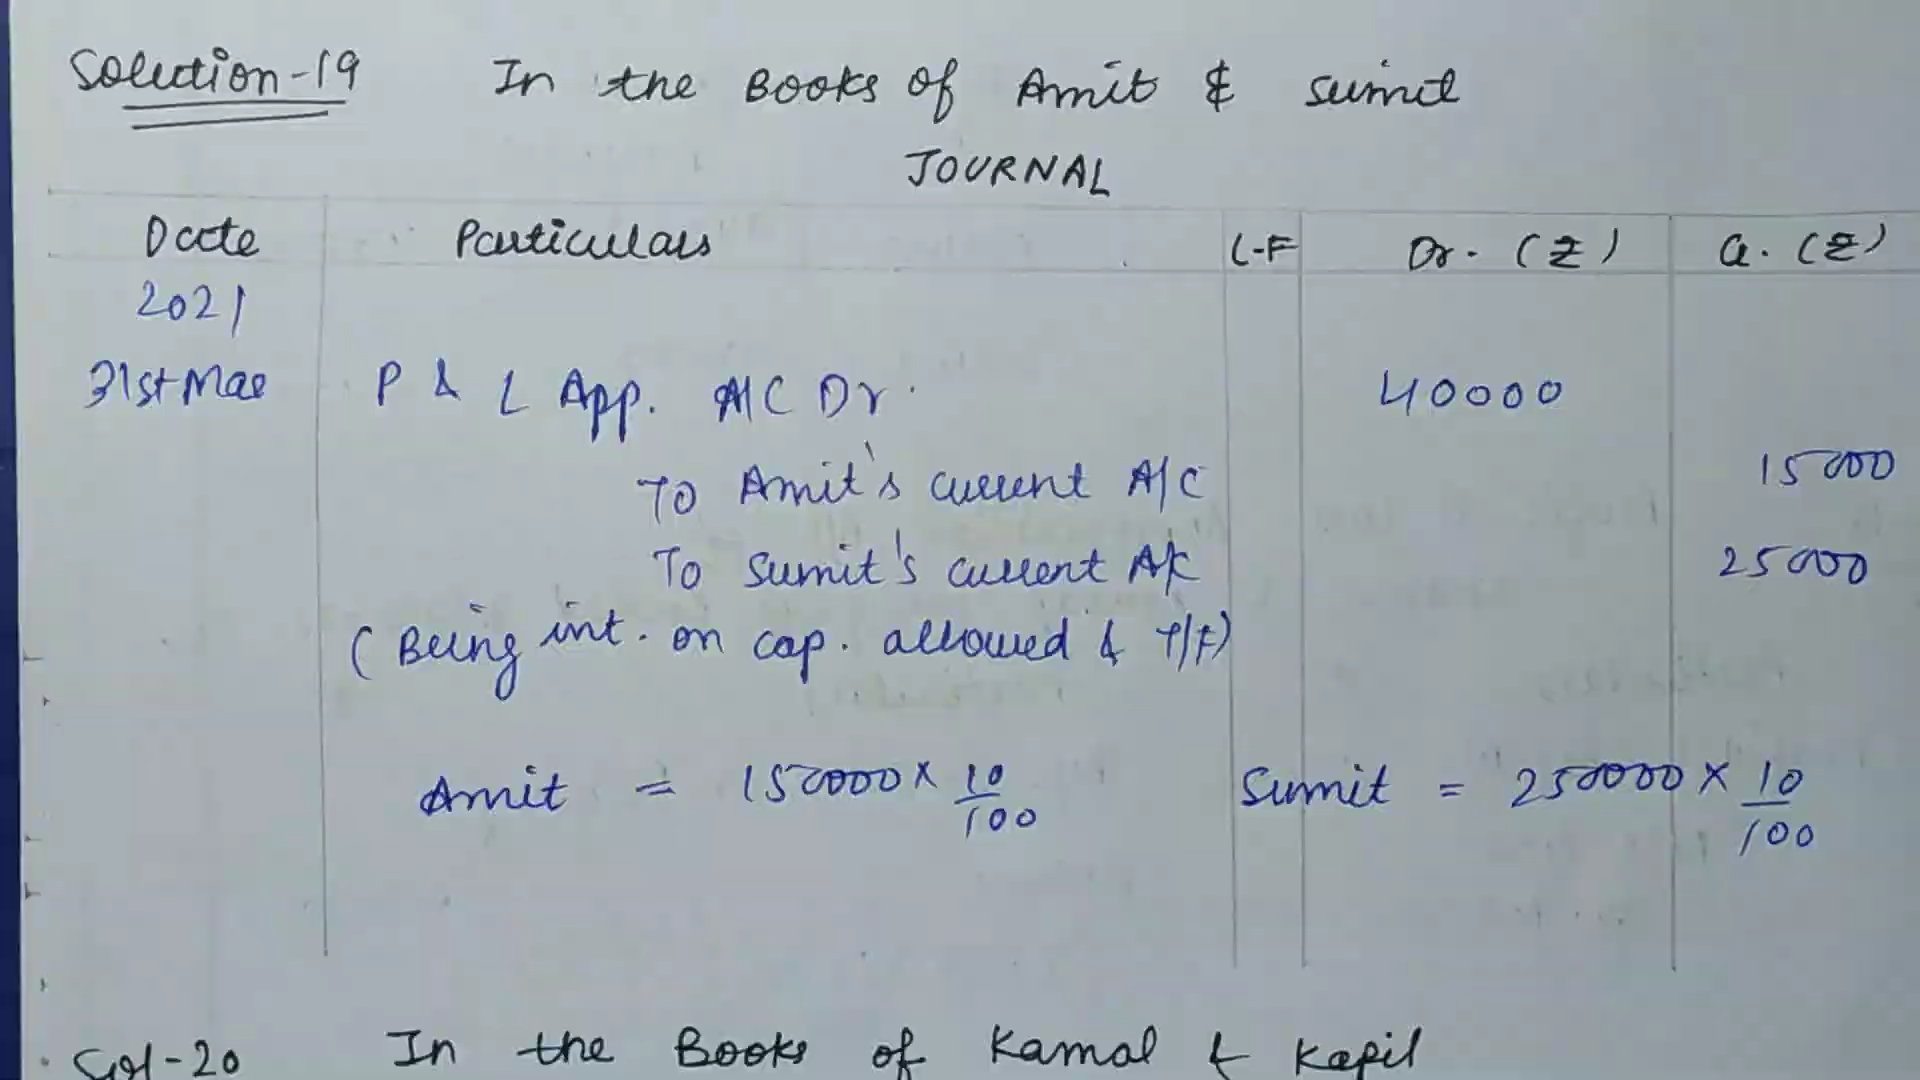 Solution-19 In the Books of Amit & Sumit
JOURNAL
Date Particulars L-F Dr. (₹) Cr. (₹)
2021
31st Mar P & L App. A/C Dr. 40000
To Amit's current A/C 15000
To Sumit's current A/c 25000
(Being int. on cap. allowed & T/F)
Amit = 150000 × 10/100 Sumit = 250000 × 10/100
Sol-20 In the Books of Kamal & Kapil